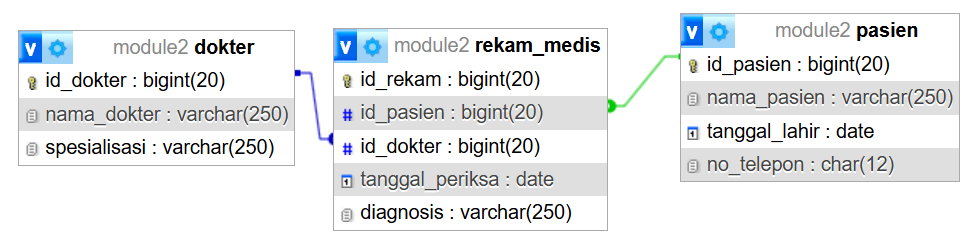 v module2 dokter
id_dokter : bigint(20)
nama_dokter : varchar(250)
spesialisasi : varchar(250)
v module2 rekam_medis
id_rekam : bigint(20)
# id_pasien : bigint(20)
# id_dokter : bigint(20)
tanggal_periksa : date
diagnosis : varchar(250)
v module2 pasien
id_pasien : bigint(20)
nama_pasien : varchar(250)
tanggal_lahir : date
no_telepon : char(12)